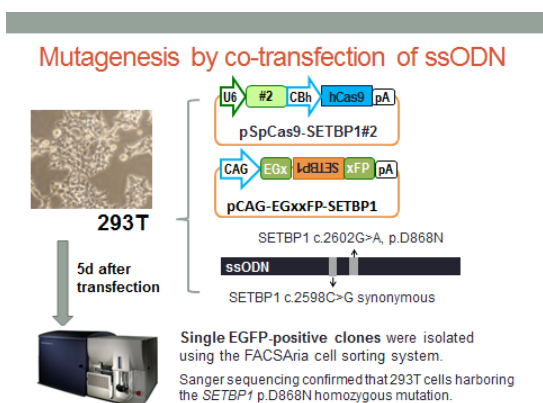 Mutagenesis by co-transfection of ssODN
U6 #2 CBh hCas9 pA
pSpCas9-SETBP1#2
CAG EGx SETBP1 xFP pA
pCAG-EGxxFP-SETBP1
293T
SETBP1 c.2602G>A, p.D868N
ssODN
SETBP1 c.2598C>G synonymous
5d after
transfection
Single EGFP-positive clones were isolated
using the FACSAria cell sorting system.
Sanger sequencing confirmed that 293T cells harboring
the SETBP1 p.D868N homozygous mutation.